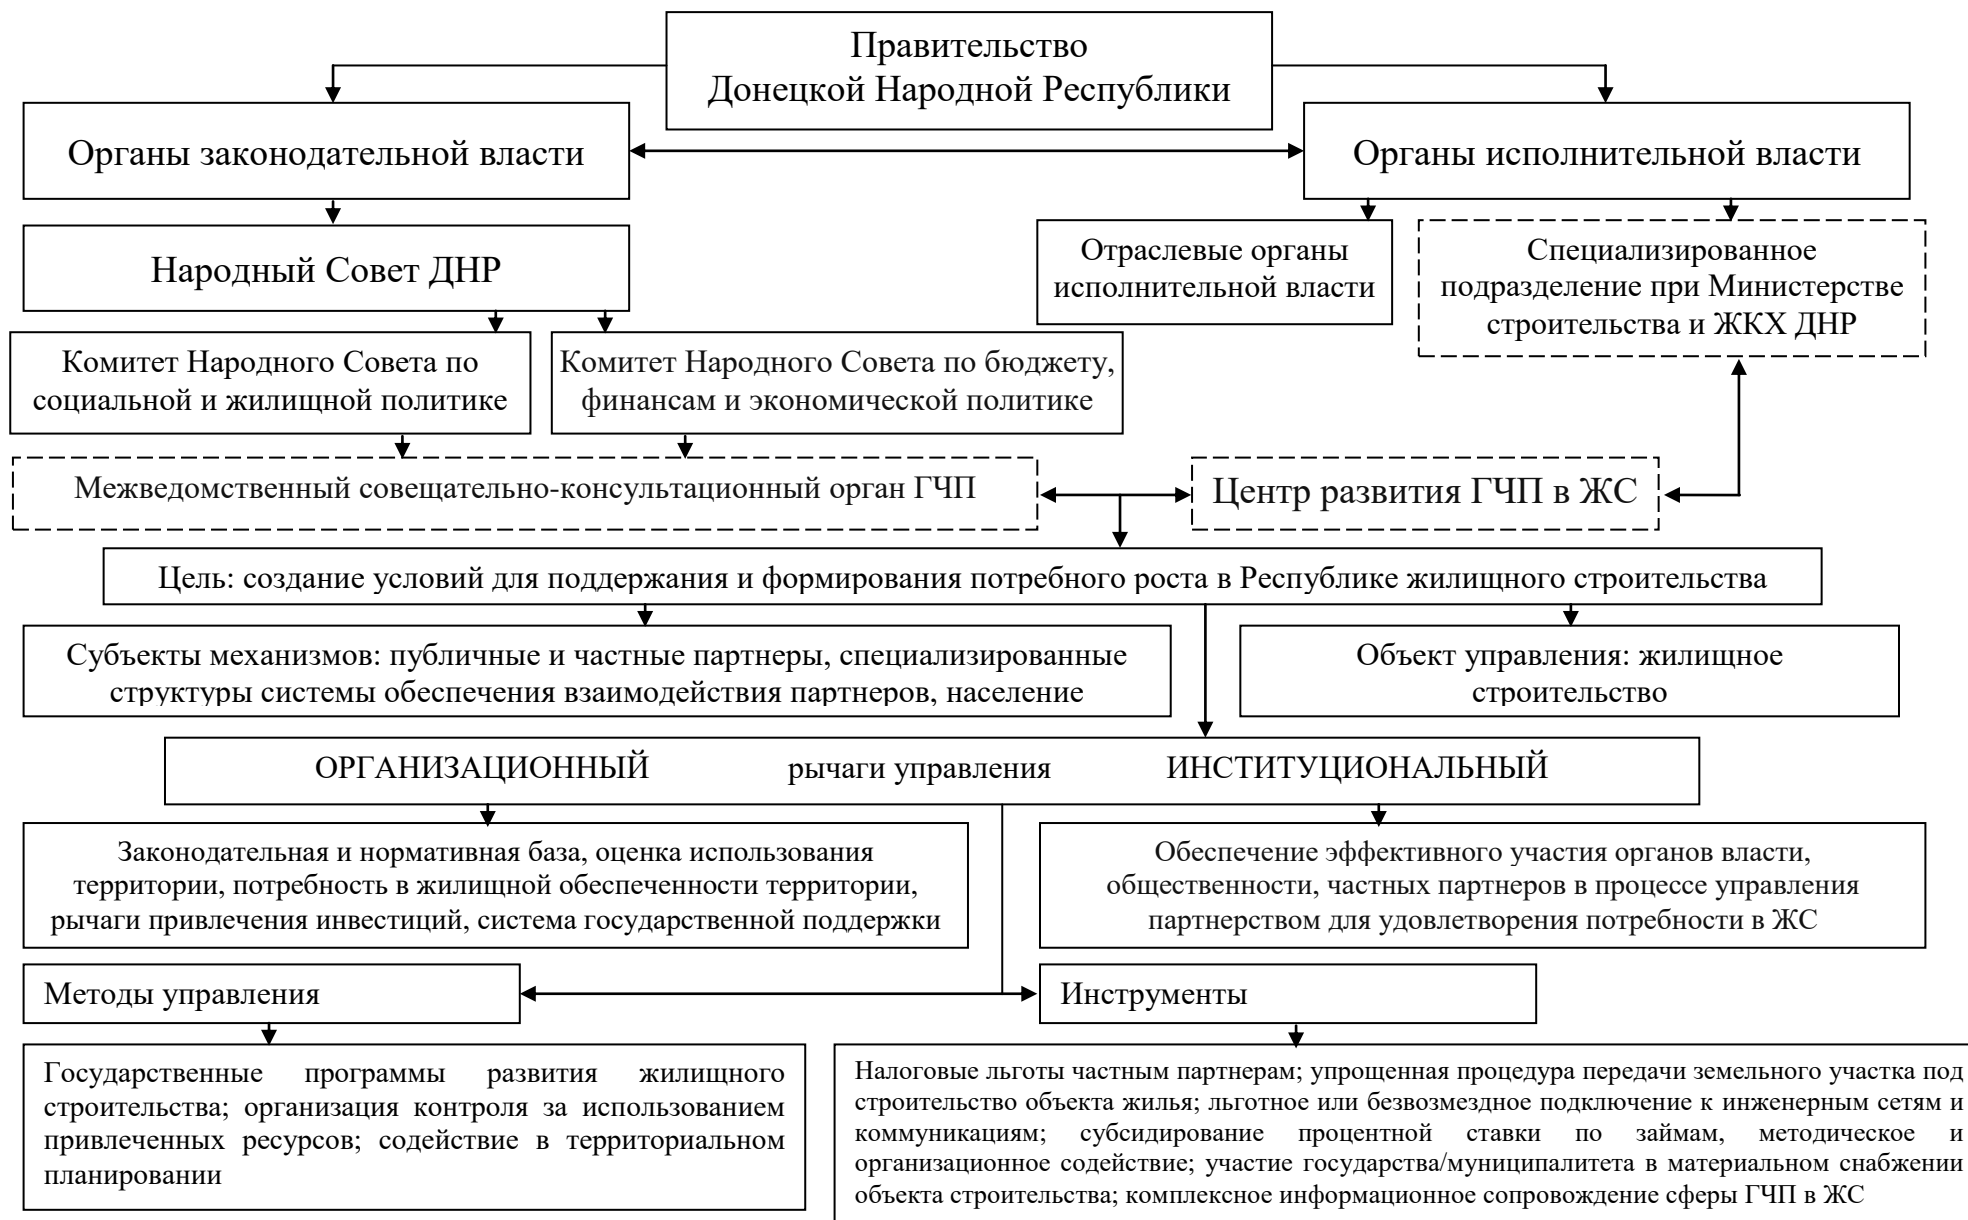 Правительство
Донецкой Народной Республики
Органы законодательной власти
Органы исполнительной власти
Народный Совет ДНР
Отраслевые органы
исполнительной власти
Специализированное
подразделение при Министерстве
строительства и ЖКХ ДНР
Комитет Народного Совета по
социальной и жилищной политике
Комитет Народного Совета по бюджету,
финансам и экономической политике
Межведомственный совещательно-консультационный орган ГЧП
Центр развития ГЧП в ЖС
Цель: создание условий для поддержания и формирования потребного роста в Республике жилищного строительства
Субъекты механизмов: публичные и частные партнеры, специализированные
структуры системы обеспечения взаимодействия партнеров, население
Объект управления: жилищное
строительство
ОРГАНИЗАЦИОННЫЙ рычаги управления ИНСТИТУЦИОНАЛЬНЫЙ
Законодательная и нормативная база, оценка использования
территории, потребность в жилищной обеспеченности территории,
рычаги привлечения инвестиций, система государственной поддержки
Обеспечение эффективного участия органов власти,
общественности, частных партнеров в процессе управления
партнерством для удовлетворения потребности в ЖС
Методы управления
Инструменты
Государственные программы развития жилищного
строительства; организация контроля за использованием
привлеченных ресурсов; содействие в территориальном
планировании
Налоговые льготы частным партнерам; упрощенная процедура передачи земельного участка под
строительство объекта жилья; льготное или безвозмездное подключение к инженерным сетям и
коммуникациям; субсидирование процентной ставки по займам, методическое и
организационное содействие; участие государства/муниципалитета в материальном снабжении
объекта строительства; комплексное информационное сопровождение сферы ГЧП в ЖС